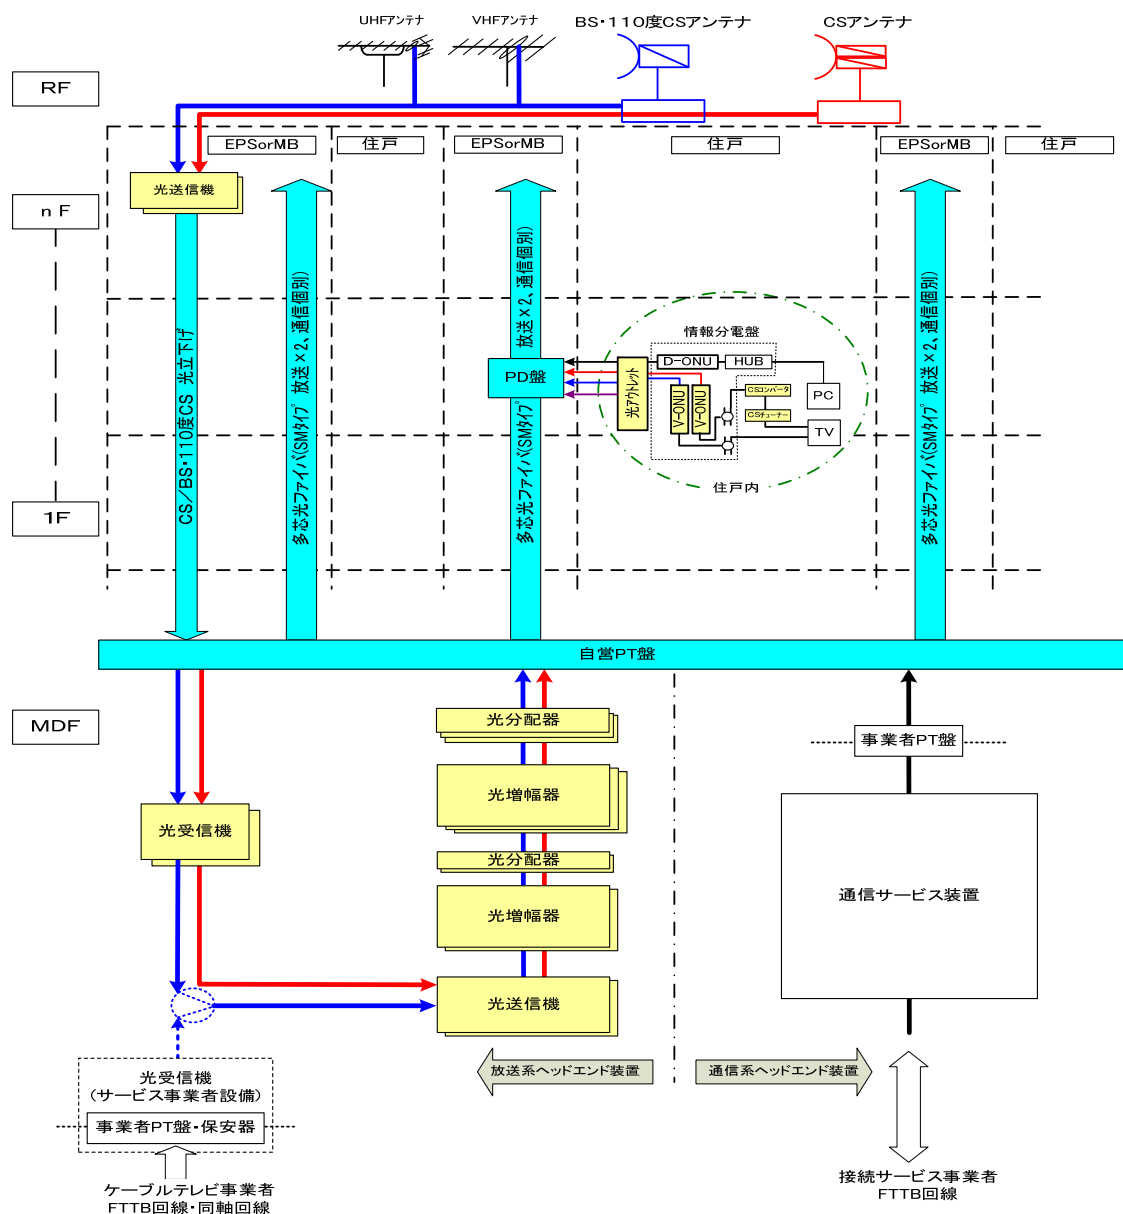 UHFアンテナ
VHFアンテナ
BS・110度CSアンテナ
CSアンテナ
RF
EPSorMB
住戸
EPSorMB
住戸
EPSorMB
住戸
光送信機
n F
CS／BS・110度CS 光立下げ
多芯光ファイバ(SMタイプ 放送×2、通信個別)
多芯光ファイバ(SMタイプ
放送×2、通信個別)
多芯光ファイバ(SMタイプ 放送×2、通信個別)
情報分電盤
D-ONU
HUB
PD盤
光アウトレット
V-ONU
V-ONU
CSコンバータ
CSチューナー
PC
TV
住戸内
1F
自営PT盤
MDF
光分配器
事業者PT盤
光増幅器
光受信機
光分配器
通信サービス装置
光増幅器
光送信機
放送系ヘッドエンド装置
通信系ヘッドエンド装置
光受信機
(サービス事業者設備)
事業者PT盤・保安器
ケーブルテレビ事業者
FTTB回線・同軸回線
接続サービス事業者
FTTB回線